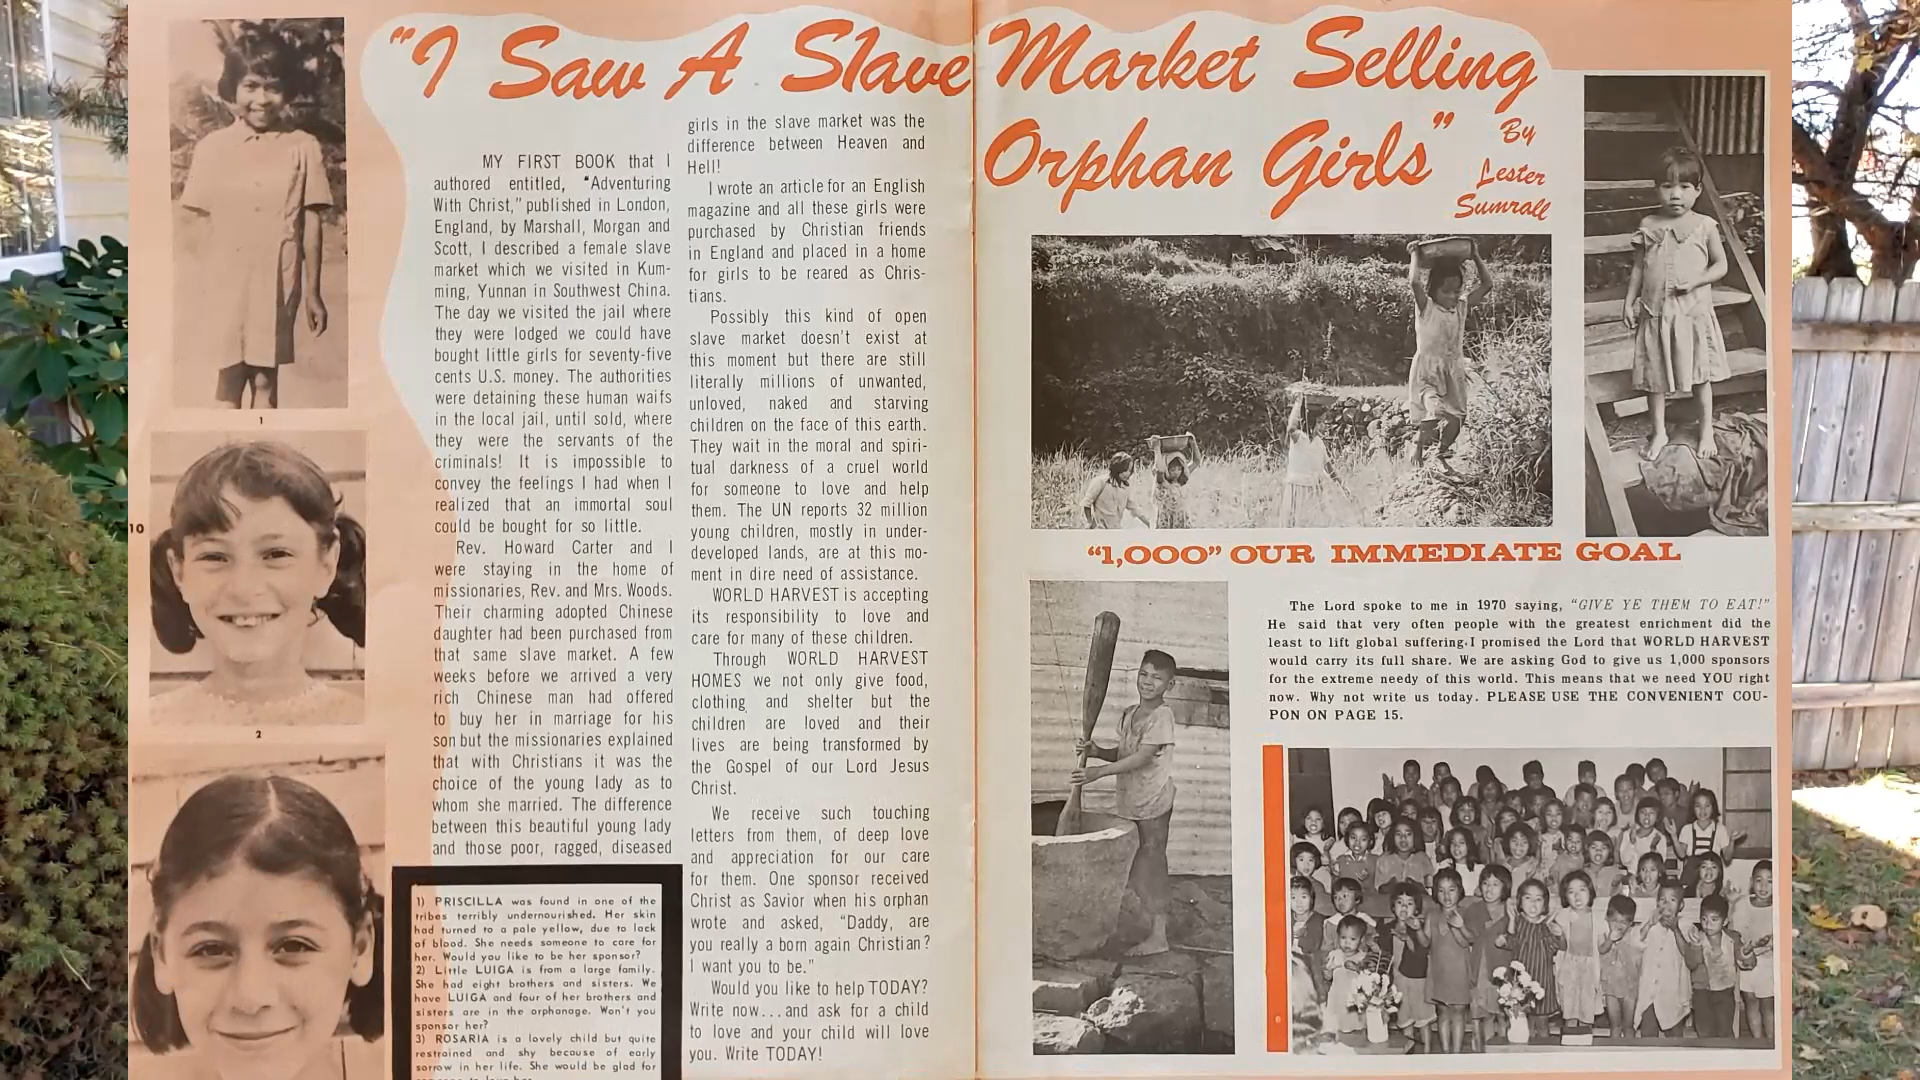 "I Saw A Slave Market Selling
Orphan Girls"
By
Lester
Sumrall
MY FIRST BOOK that I
authored entitled, "Adventuring
With Christ," published in London,
England, by Marshall, Morgan and
Scott, I described a female slave
market which we visited in Kum-
ming, Yunnan in Southwest China.
The day we visited the jail where
they were lodged we could have
bought little girls for seventy-five
cents U.S. money. The authorities
were detaining these human waifs
in the local jail, until sold, where
they were the servants of the
criminals! It is impossible to
convey the feelings I had when I
realized that an immortal soul
could be bought for so little.
Rev. Howard Carter and I
were staying in the home of
missionaries, Rev. and Mrs. Woods.
Their charming adopted Chinese
daughter had been purchased from
that same slave market. A few
weeks before we arrived a very
rich Chinese man had offered
to buy her in marriage for his
son but the missionaries explained
that with Christians it was the
choice of the young lady as to
whom she married. The difference
between this beautiful young lady
and those poor, ragged, diseased
girls in the slave market was the
difference between Heaven and
Hell!
I wrote an article for an English
magazine and all these girls were
purchased by Christian friends
in England and placed in a home
for girls to be reared as Chris-
tians.
Possibly this kind of open
slave market doesn't exist at
this moment but there are still
literally millions of unwanted,
unloved, naked and starving
children on the face of this earth.
They wait in the moral and spiri-
tual darkness of a cruel world
for someone to love and help
them. The UN reports 32 million
young children, mostly in under-
developed lands, are at this mo-
ment in dire need of assistance.
WORLD HARVEST is accepting
its responsibility to love and
care for many of these children.
Through WORLD HARVEST
HOMES we not only give food,
clothing and shelter but the
children are loved and their
lives are being transformed by
the Gospel of our Lord Jesus
Christ.
We receive such touching
letters from them, of deep love
and appreciation for our care
for them. One sponsor received
Christ as Savior when his orphan
wrote and asked, "Daddy, are
you really a born again Christian?
I want you to be."
Would you like to help TODAY?
Write now...and ask for a child
to love and your child will love
you. Write TODAY!
1
10
2
1) PRISCILLA was found in one of the
tribes terribly undernourished. Her skin
had turned to a pale yellow, due to lack
of blood. She needs someone to care for
her. Would you like to be her sponsor?
2) Little LUIGA is from a large family.
She had eight brothers and sisters. We
have LUIGA and four of her brothers and
sisters are in the orphanage. Won't you
sponsor her?
3) ROSARIA is a lovely child but quite
restrained and shy because of early
sorrow in her life. She would be glad for
"1,000" OUR IMMEDIATE GOAL
The Lord spoke to me in 1970 saying, "GIVE YE THEM TO EAT!"
He said that very often people with the greatest enrichment did the
least to lift global suffering. I promised the Lord that WORLD HARVEST
would carry its full share. We are asking God to give us 1,000 sponsors
for the extreme needy of this world. This means that we need YOU right
now. Why not write us today. PLEASE USE THE CONVENIENT COU-
PON ON PAGE 15.